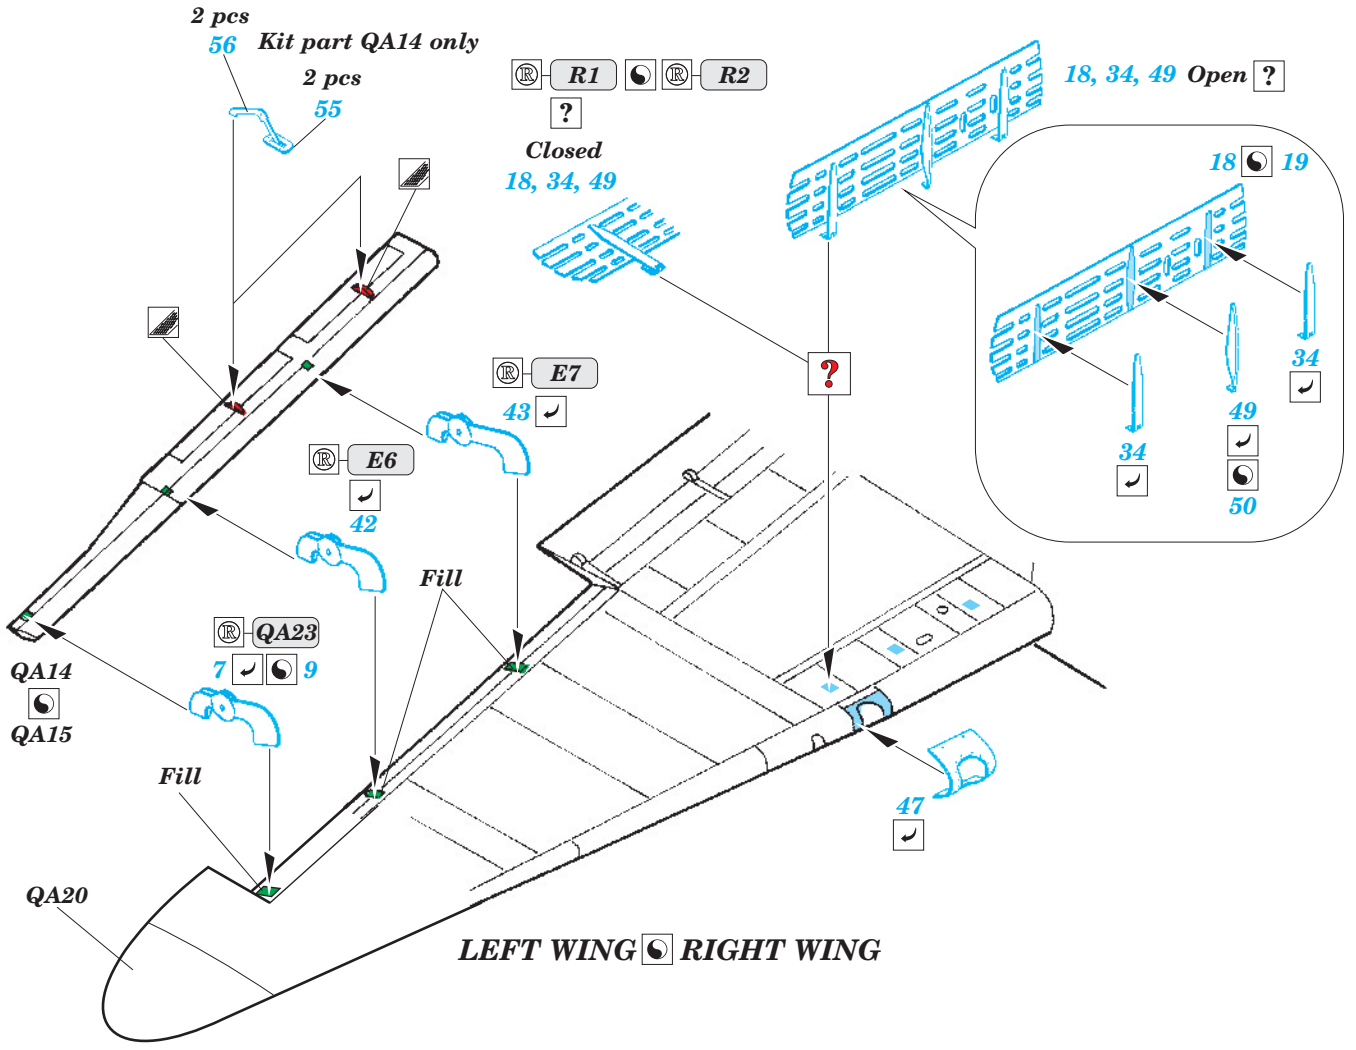 2 pcs
56 Kit part QA14 only
2 pcs
55
® R1 ® R2
?
Closed
18, 34, 49
18, 34, 49 Open ?
18 19
34
49
34
50
?
® E7
43
® E6
42
Fill
® QA23
7 9
QA14
QA15
Fill
47
QA20
LEFT WING RIGHT WING